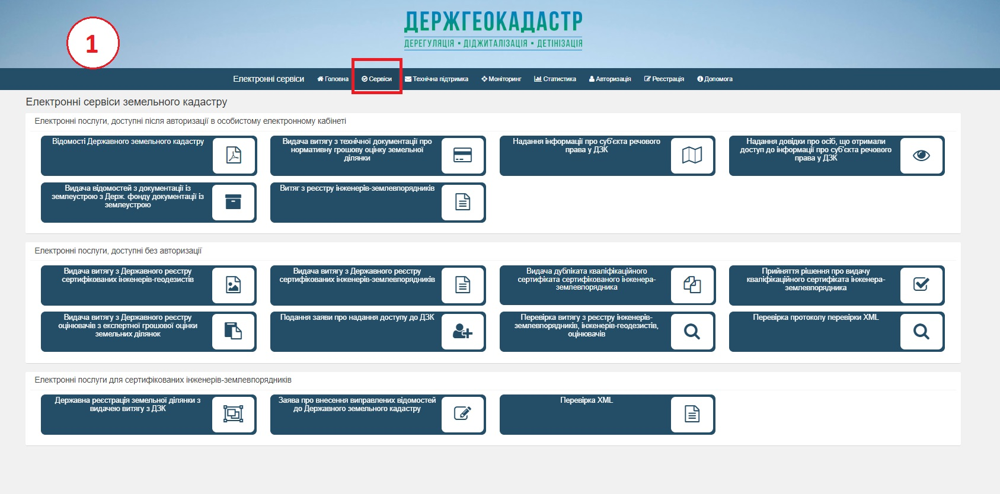 1
ДЕРЖГЕОКАДАСТР
ДЕРЕГУЛЯЦІЯ ▪ ДІДЖИТАЛІЗАЦІЯ ▪ ДЕТІНІЗАЦІЯ
Електронні сервіси Головна Сервіси Технічна підтримка Моніторинг Статистика Авторизація Реєстрація Допомога
Електронні сервіси земельного кадастру
Електронні послуги, доступні після авторизації в особистому електронному кабінеті
Відомості Державного земельного кадастру
Видача витягу з технічної документації про
нормативну грошову оцінку земельної
ділянки
Надання інформації про суб'єкта речового
права у ДЗК
Надання довідки про осіб, що отримали
доступ до інформації про суб'єкта речового
права у ДЗК
Видача відомостей з документації із
землеустрою з Держ. фонду документації із
землеустрою
Витяг з реєстру інженерів-землевпорядників
Електронні послуги, доступні без авторизації
Видача витягу з Державного реєстру
сертифікованих інженерів-геодезистів
Видача витягу з Державного реєстру
сертифікованих інженерів-землевпорядників
Видача дубліката кваліфікаційного
сертифіката сертифікованого інженера-
землевпорядника
Прийняття рішення про видачу
кваліфікаційного сертифіката інженера-
землевпорядника
Видача витягу з Державного реєстру
оцінювачів з експертної грошової оцінки
земельних ділянок
Подання заяви про надання доступу до ДЗК
Перевірка витягу з реєстру інженерів-
землевпорядників, інженерів-геодезистів,
оцінювачів
Перевірка протоколу перевірки XML
Електронні послуги для сертифікованих інженерів-землевпорядників
Державна реєстрація земельної ділянки з
видачею витягу з ДЗК
Заява про внесення виправлених відомостей
до Державного земельного кадастру
Перевірка XML